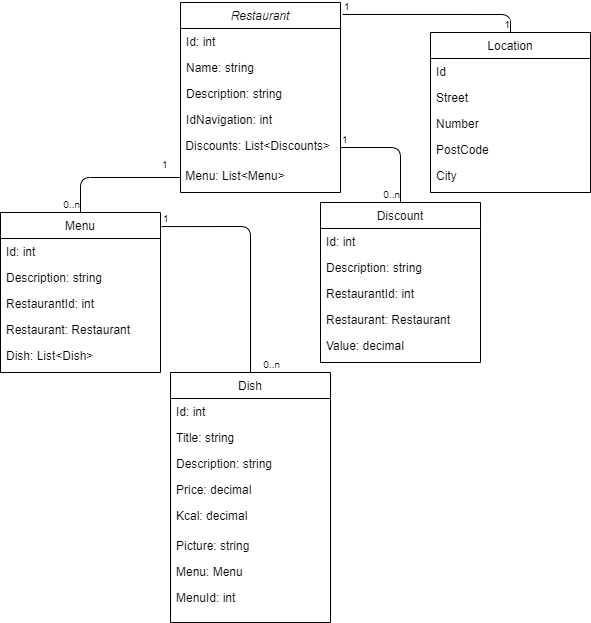 Restaurant
Id: int
Name: string
Description: string
IdNavigation: int
Discounts: List<Discounts>
Menu: List<Menu>
1
1
Location
Id
Street
Number
PostCode
City
1
0..n
1
0..n
Menu
Id: int
Description: string
RestaurantId: int
Restaurant: Restaurant
Dish: List<Dish>
1
0..n
Discount
Id: int
Description: string
RestaurantId: int
Restaurant: Restaurant
Value: decimal
Dish
Id: int
Title: string
Description: string
Price: decimal
Kcal: decimal
Picture: string
Menu: Menu
MenuId: int